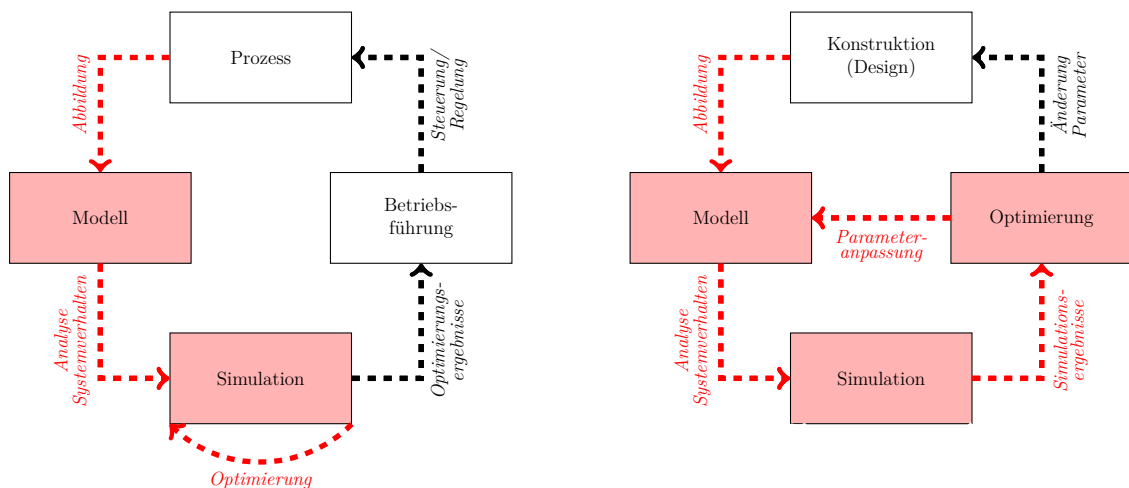 Prozess
Abbildung
Steuerung/
Regelung
Modell
Betriebs-
führung
Analyse
Systemverhalten
Optimierungs-
ergebnisse
Simulation
Optimierung
Konstruktion
(Design)
Abbildung
Änderung
Parameter
Modell
Optimierung
Parameter-
anpassung
Analyse
Systemverhalten
Simulations-
ergebnisse
Simulation